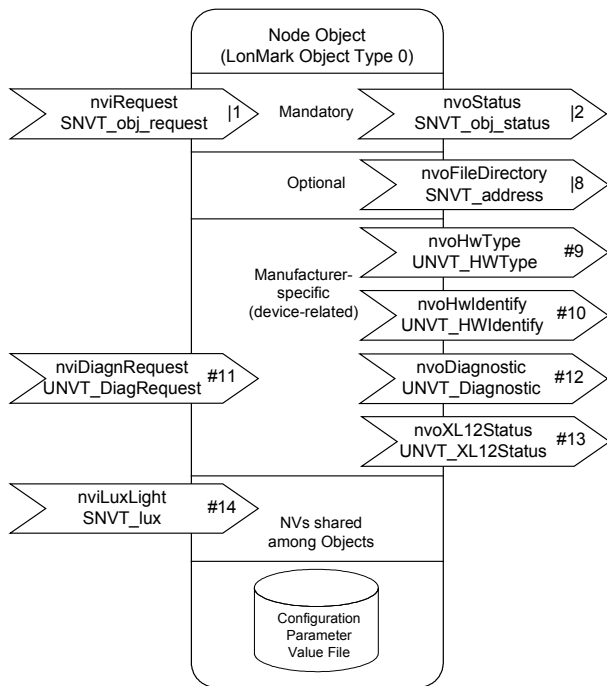 Node Object
(LonMark Object Type 0)
nviRequest
SNVT_obj_request
|1
Mandatory
nvoStatus
SNVT_obj_status
|2
Optional
nvoFileDirectory
SNVT_address
|8
nvoHwType
UNVT_HWType
#9
Manufacturer-
specific
(device-related)
nvoHwIdentify
UNVT_HWIdentify
#10
nviDiagnRequest
UNVT_DiagRequest
#11
nvoDiagnostic
UNVT_Diagnostic
#12
nvoXL12Status
UNVT_XL12Status
#13
nviLuxLight
SNVT_lux
#14
NVs shared
among Objects
Configuration
Parameter
Value File